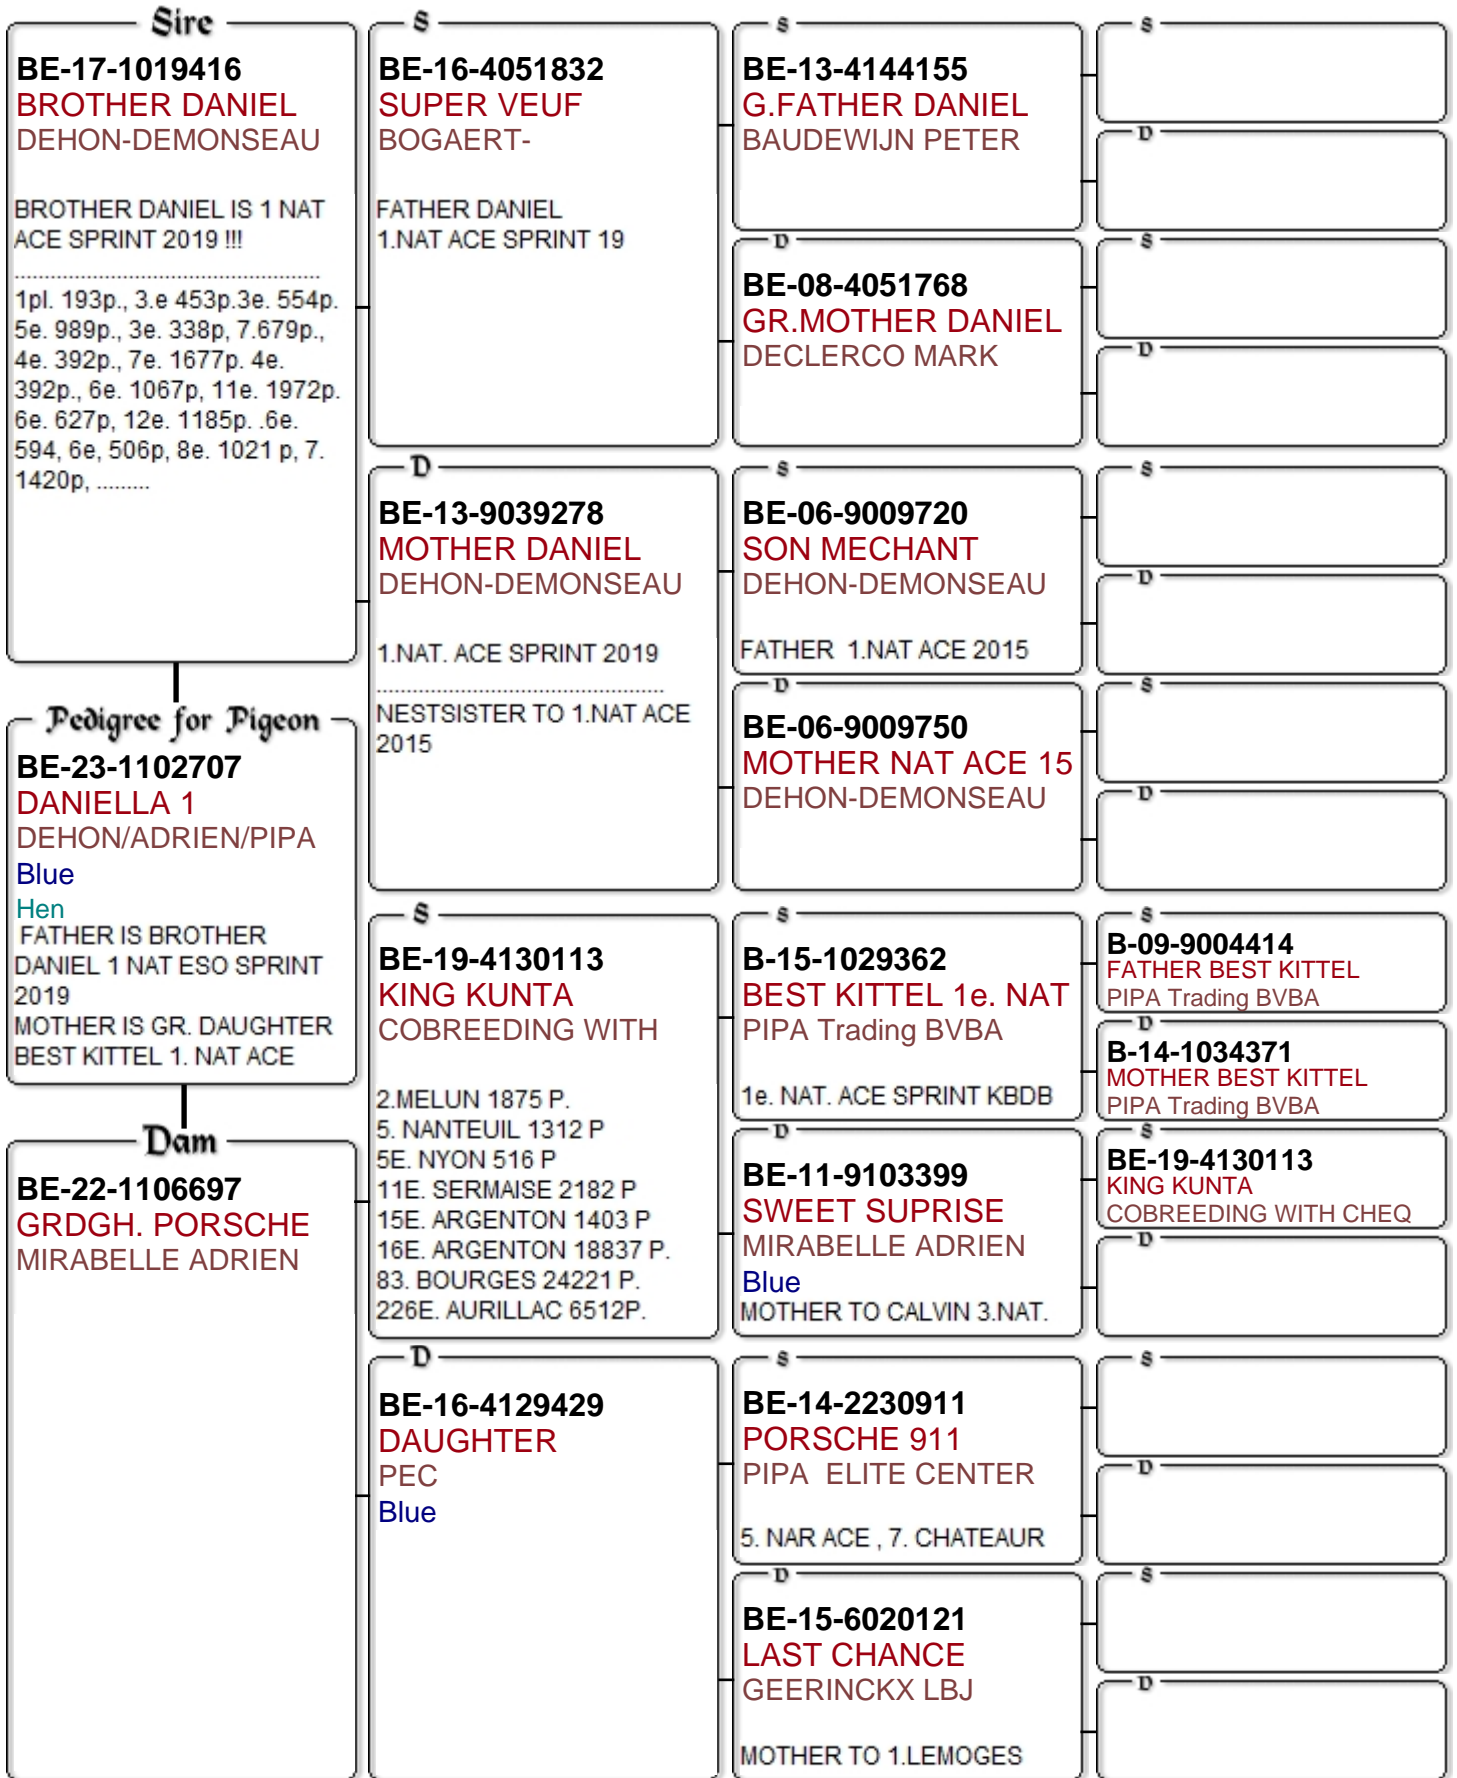 Sire
BE-17-1019416
BROTHER DANIEL
DEHON-DEMONSEAU
BROTHER DANIEL IS 1 NAT
ACE SPRINT 2019 !!!
....................................................
1pl. 193p., 3.e 453p.3e. 554p.
5e. 989p., 3e. 338p, 7.679p.,
4e. 392p., 7e. 1677p. 4e.
392p., 6e. 1067p, 11e. 1972p.
6e. 627p, 12e. 1185p. .6e.
594, 6e, 506p, 8e. 1021 p, 7.
1420p, .........
Pedigree for Pigeon
BE-23-1102707
DANIELLA 1
DEHON/ADRIEN/PIPA
Blue
Hen
FATHER IS BROTHER
DANIEL 1 NAT ESO SPRINT
2019
MOTHER IS GR. DAUGHTER
BEST KITTEL 1. NAT ACE
Dam
BE-22-1106697
GRDGH. PORSCHE
MIRABELLE ADRIEN
S
BE-16-4051832
SUPER VEUF
BOGAERT-
FATHER DANIEL
1.NAT ACE SPRINT 19
D
BE-13-9039278
MOTHER DANIEL
DEHON-DEMONSEAU
1.NAT. ACE SPRINT 2019
.................................................
NESTSISTER TO 1.NAT ACE
2015
S
BE-19-4130113
KING KUNTA
COBREEDING WITH
2.MELUN 1875 P.
5. NANTEUIL 1312 P
5E. NYON 516 P
11E. SERMAISE 2182 P
15E. ARGENTON 1403 P
16E. ARGENTON 18837 P.
83. BOURGES 24221 P.
226E. AURILLAC 6512P.
D
BE-16-4129429
DAUGHTER
PEC
Blue
S
BE-13-4144155
G.FATHER DANIEL
BAUDEWIJN PETER
D
BE-08-4051768
GR.MOTHER DANIEL
DECLERCO MARK
S
BE-06-9009720
SON MECHANT
DEHON-DEMONSEAU
FATHER 1.NAT ACE 2015
D
BE-06-9009750
MOTHER NAT ACE 15
DEHON-DEMONSEAU
S
B-15-1029362
BEST KITTEL 1e. NAT
PIPA Trading BVBA
1e. NAT. ACE SPRINT KBDB
D
BE-11-9103399
SWEET SUPRISE
MIRABELLE ADRIEN
Blue
MOTHER TO CALVIN 3.NAT.
S
BE-14-2230911
PORSCHE 911
PIPA ELITE CENTER
5. NAR ACE , 7. CHATEAUR
D
BE-15-6020121
LAST CHANCE
GEERINCKX LBJ
MOTHER TO 1.LEMOGES
S
D
S
D
S
D
S
D
S
B-09-9004414
FATHER BEST KITTEL
PIPA Trading BVBA
D
B-14-1034371
MOTHER BEST KITTEL
PIPA Trading BVBA
S
BE-19-4130113
KING KUNTA
COBREEDING WITH CHEQ
D
S
D
S
D